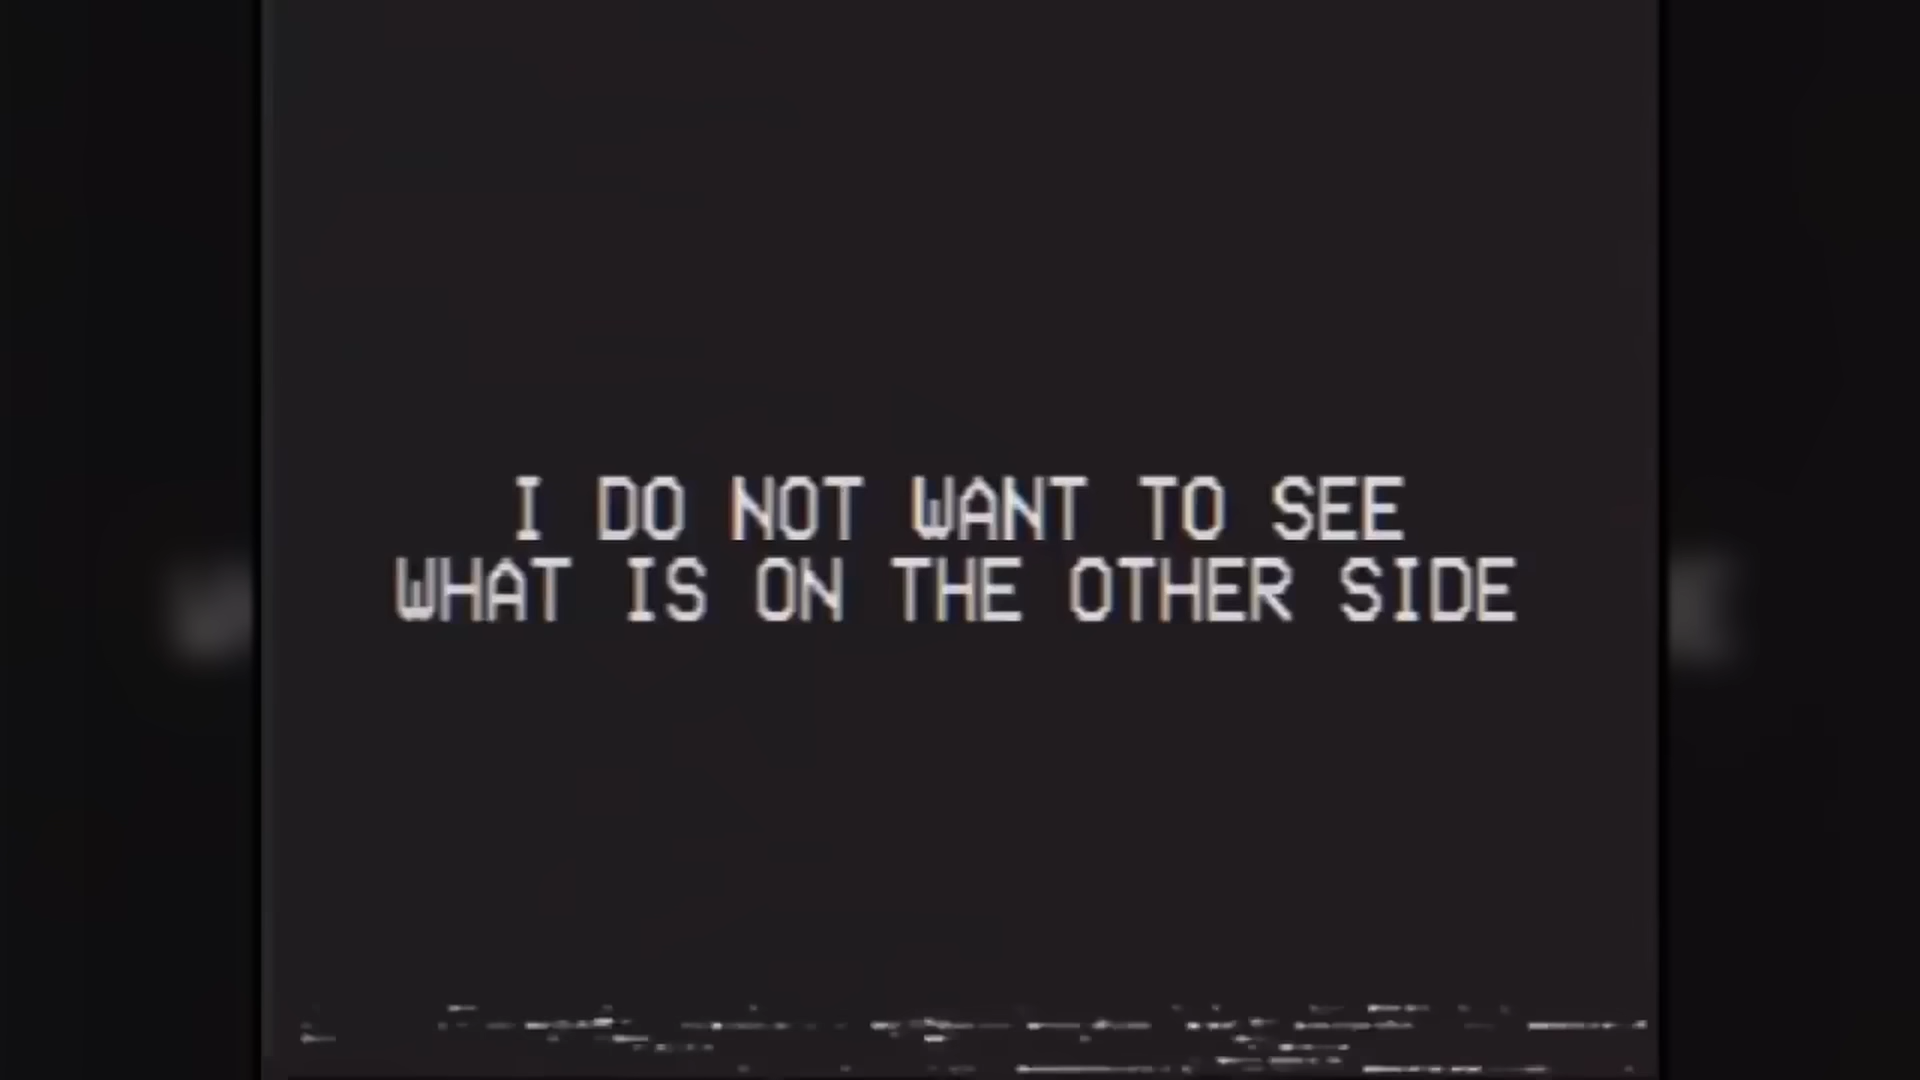 I DO NOT WANT TO SEE
WHAT IS ON THE OTHER SIDE